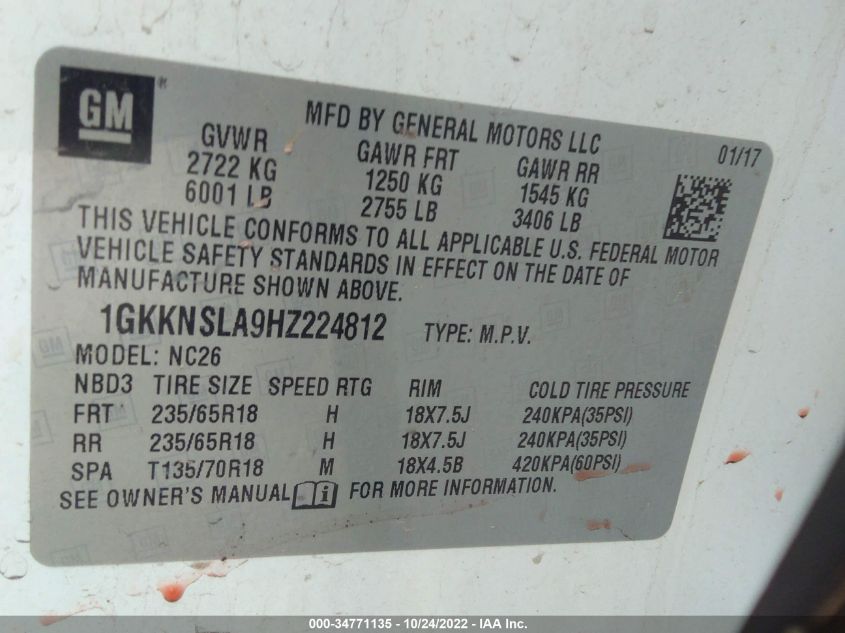 GM®
MFD BY GENERAL MOTORS LLC
01/17
GVWR GAWR FRT GAWR RR
2722 KG 1250 KG 1545 KG
6001 LB 2755 LB 3406 LB
THIS VEHICLE CONFORMS TO ALL APPLICABLE U.S. FEDERAL MOTOR
VEHICLE SAFETY STANDARDS IN EFFECT ON THE DATE OF
MANUFACTURE SHOWN ABOVE.
1GKKNSLA9HZ224812 TYPE: M.P.V.
MODEL: NC26
NBD3 TIRE SIZE SPEED RTG RIM COLD TIRE PRESSURE
FRT 235/65R18 H 18X7.5J 240KPA(35PSI)
RR 235/65R18 H 18X7.5J 240KPA(35PSI)
SPA T135/70R18 M 18X4.5B 420KPA(60PSI)
SEE OWNER'S MANUAL i FOR MORE INFORMATION.
000-34771135 - 10/24/2022 - IAA Inc.